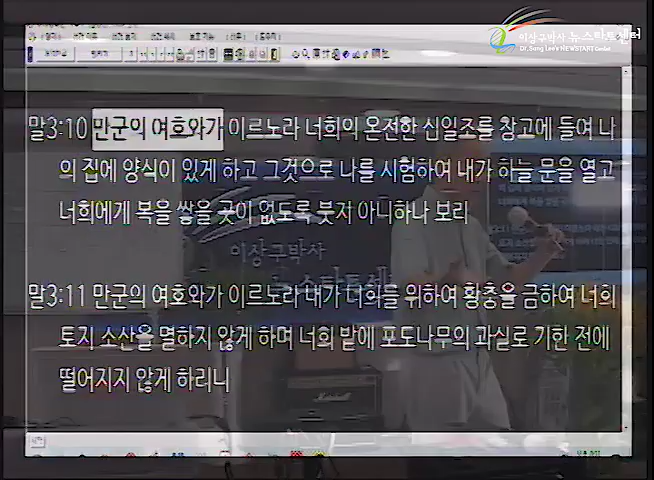 이상구박사 뉴스타트센터
Dr.Sang Lee's NEWSTART Center
말3:10 만군의 여호와가 이르노라 너희의 온전한 십일조를 창고에 들여 나
의 집에 양식이 있게 하고 그것으로 나를 시험하여 내가 하늘 문을 열고
너희에게 복을 쌓을 곳이 없도록 붓지 아니하나 보라
이상구박사
뉴스타트센
말3:11 만군의 여호와가 이르노라 내가 너희를 위하여 황충을 금하여 너희
토지 소산을 멸하지 않게 하며 너희 밭에 포도나무의 과실로 기한 전에
떨어지지 않게 하리니
Marshall